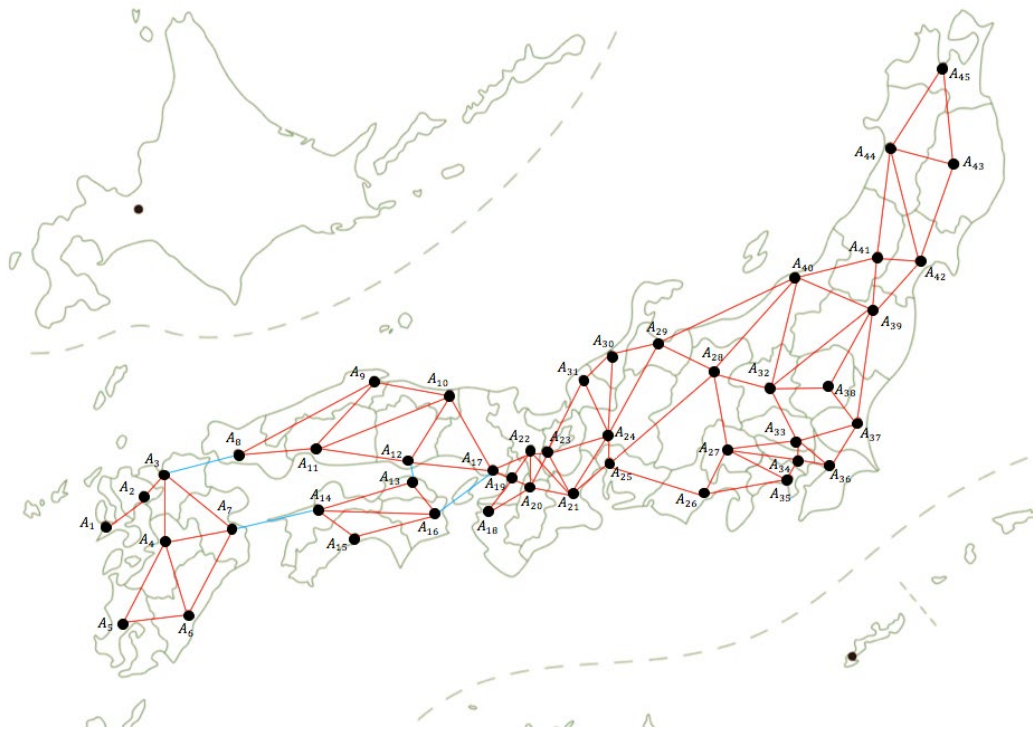 A₄₅
A₄₄
A₄₃
A₄₁
A₄₂
A₄₀
A₃₉
A₃₀
A₂₉
A₂₈
A₃₁
A₃₂
A₃₈
A₉
A₁₀
A₈
A₁₁
A₁₂
A₂₂
A₂₃
A₂₄
A₃₃
A₃₇
A₂₇
A₃
A₁₇
A₂
A₁₃
A₁₉
A₂₅
A₃₄
A₃₆
A₁₄
A₇
A₁
A₁₆
A₁₈
A₂₀
A₂₁
A₂₆
A₃₅
A₄
A₁₅
A₅
A₆